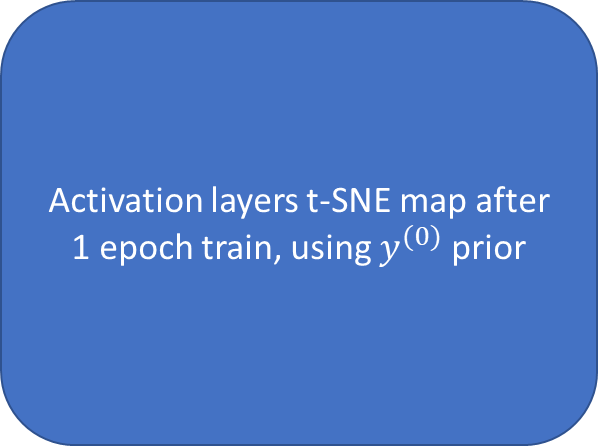 Activation layers t-SNE map after
1 epoch train, using 𝑦⁽⁰⁾ prior